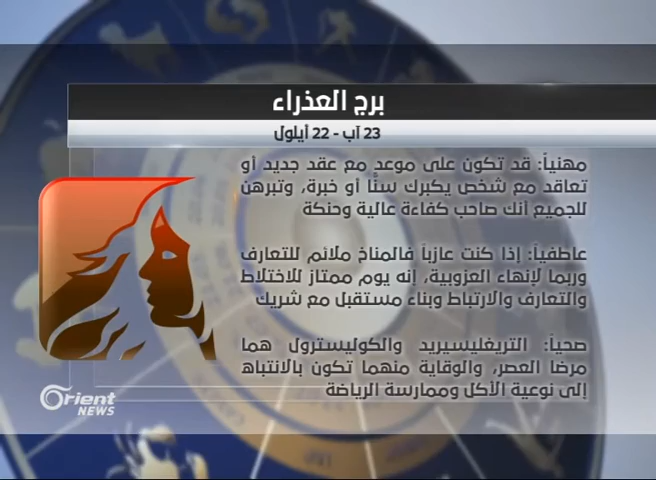 برج العذراء
23 آب - 22 أيلول
مهنياً: قد تكون على موعد مع عقد جديد أو
تعاقد مع شخص يكبرك سنًّا أو خبرة، وتبرهن
للجميع أنك صاحب كفاءة عالية وحنكة
عاطفياً: إذا كنت عازباً فالمناخ ملائم للتعارف
وربما لإنهاء العزوبية، إنه يوم ممتاز للاختلاط
والتعارف والارتباط وبناء مستقبل مع شريك
صحياً: التريغليسيريد والكوليسترول هما
مرضا العصر، والوقاية منهما تكون بالانتباه
إلى نوعية الأكل وممارسة الرياضة
Orient
NEWS